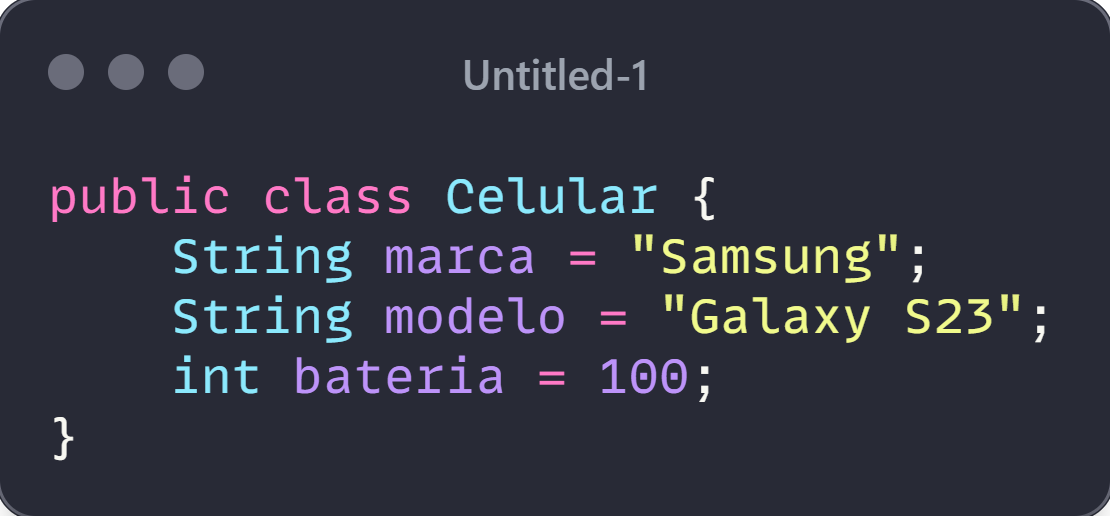 Untitled-1
public class Celular {
    String marca = "Samsung";
    String modelo = "Galaxy S23";
    int bateria = 100;
}